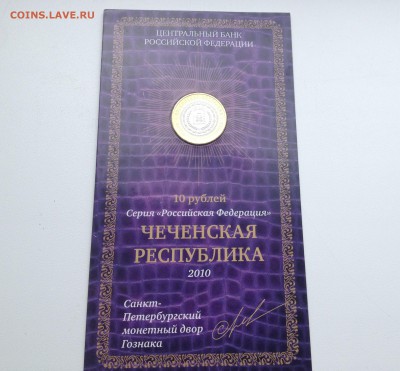 COINS.LAVE.RU
ЦЕНТРАЛЬНЫЙ БАНК
РОССИЙСКОЙ ФЕДЕРАЦИИ
10 рублей
Серия «Российская Федерация»
ЧЕЧЕНСКАЯ
РЕСПУБЛИКА
2010
Санкт-
Петербургский
монетный двор
Гознака